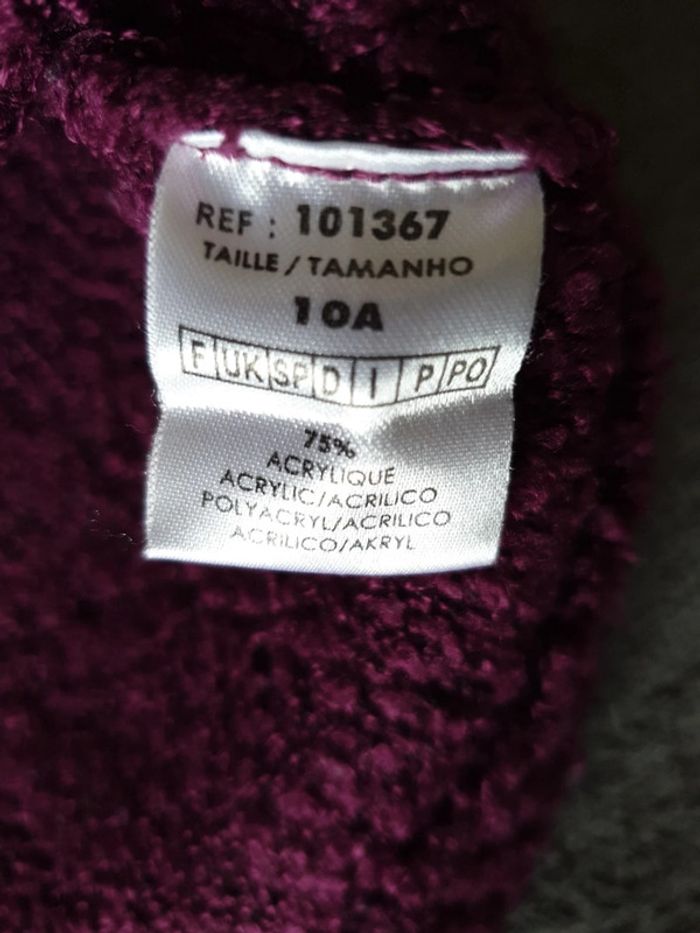 REF : 101367
TAILLE / TAMANHO
10A
F UK SP D I P PO
75%
ACRYLIQUE
ACRYLIC/ACRILICO
POLYACRYL/ACRILICO
ACRILICO/AKRYL